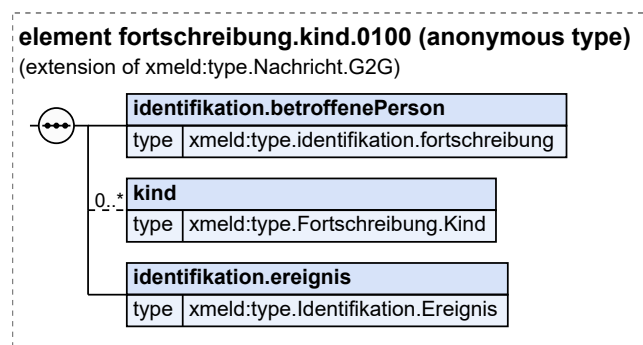 element fortschreibung.kind.0100 (anonymous type)
(extension of xmeld:type.Nachricht.G2G)
identifikation.betroffenePerson
type xmeld:type.identifikation.fortschreibung
0..* kind
type xmeld:type.Fortschreibung.Kind
identifikation.ereignis
type xmeld:type.Identifikation.Ereignis